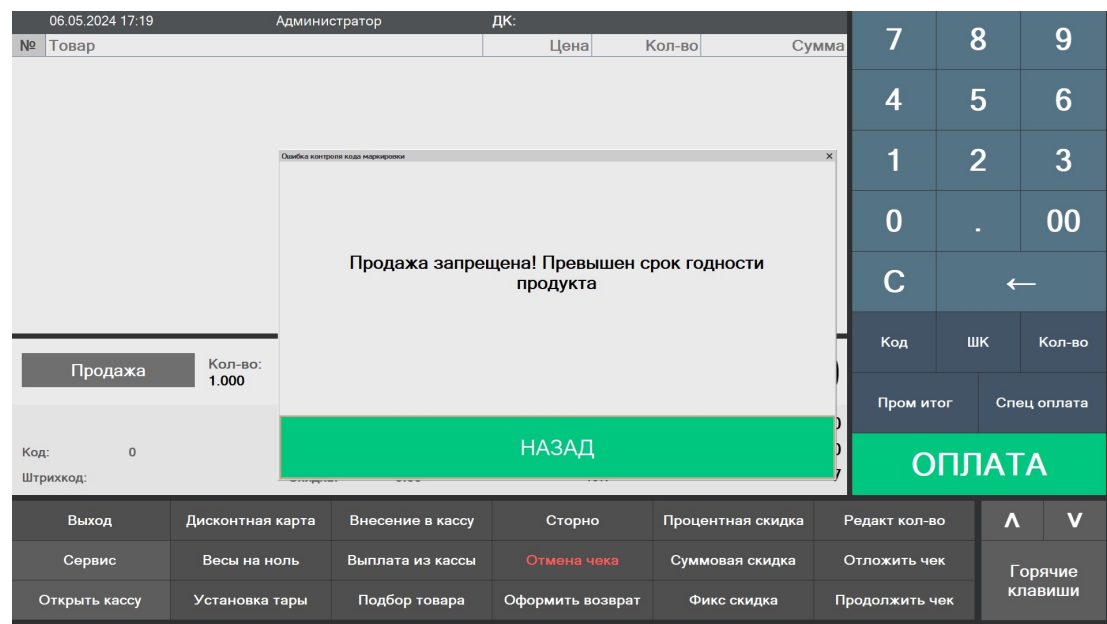 06.05.2024 17:19 Администратор ДК:
№ Товар Цена Кол-во Сумма
Ошибка контроля кода маркировки ×
Продажа запрещена! Превышен срок годности
продукта
НАЗАД
Продажа
Кол-во:
1.000
Код: 0
Штрихкод:
7 8 9
4 5 6
1 2 3
0 . 00
C ←
Код ШК Кол-во
Пром итог Спец оплата
ОПЛАТА
Выход Дисконтная карта Внесение в кассу Сторно Процентная скидка Редакт кол-во
Сервис Весы на ноль Выплата из кассы Отмена чека Суммовая скидка Отложить чек
Открыть кассу Установка тары Подбор товара Оформить возврат Фикс скидка Продолжить чек
Горячие
клавиши